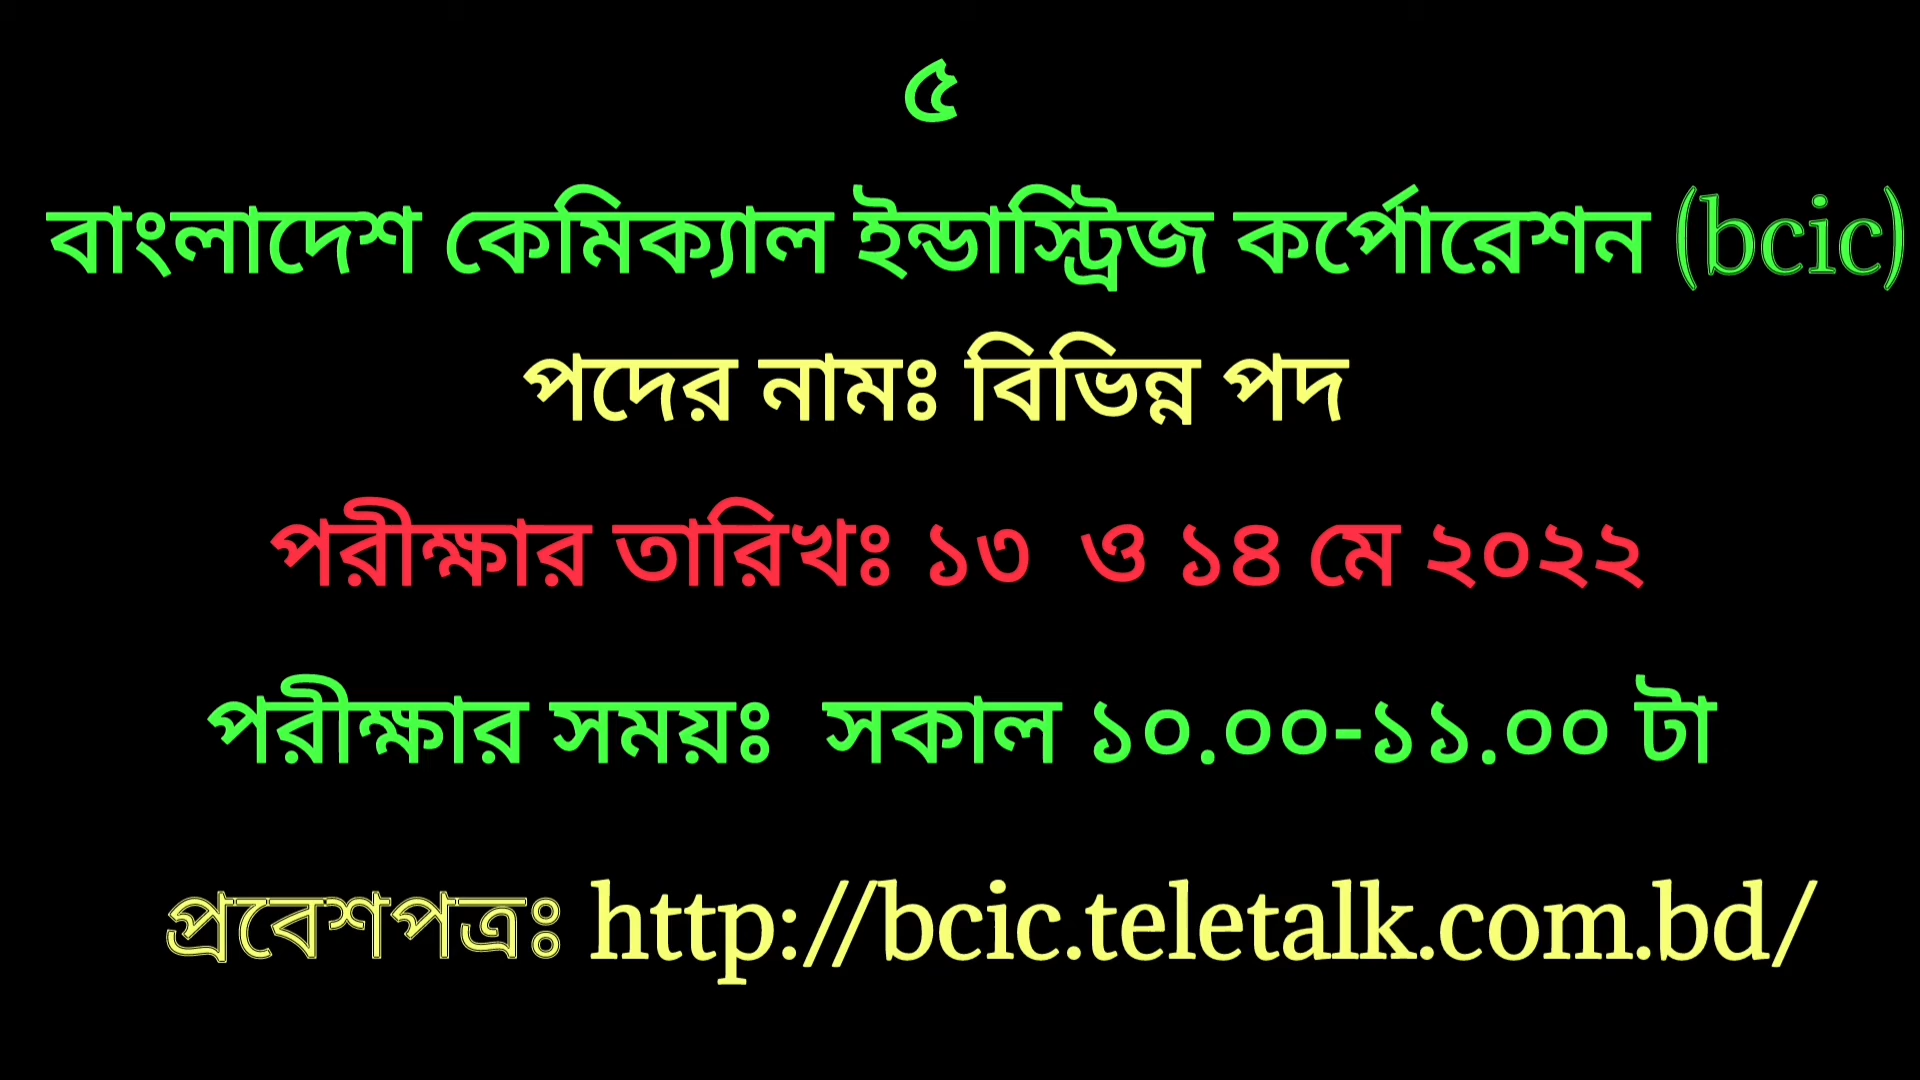 ৫
বাংলাদেশ কেমিক্যাল ইন্ডাস্ট্রিজ কর্পোরেশন (bcic)
পদের নামঃ বিভিন্ন পদ
পরীক্ষার তারিখঃ ১৩ ও ১৪ মে ২০২২
পরীক্ষার সময়ঃ সকাল ১০.০০-১১.০০ টা
প্রবেশপত্রঃ http://bcic.teletalk.com.bd/